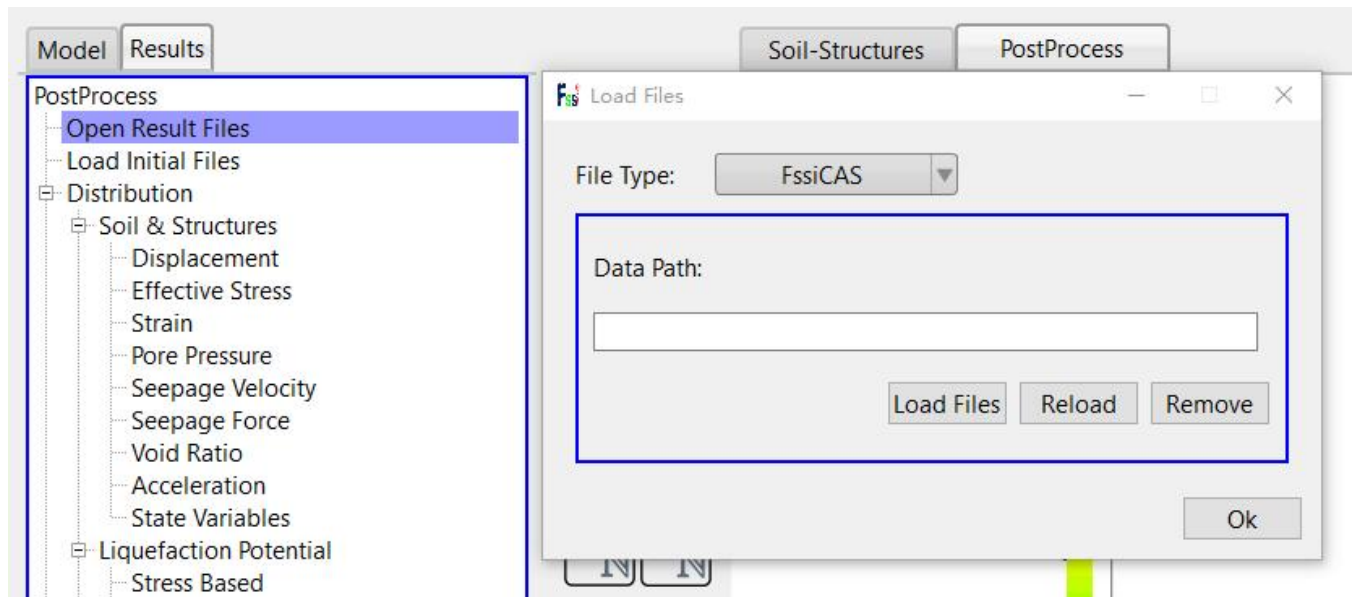 Model Results
PostProcess
Open Result Files
Load Initial Files
Distribution
Soil & Structures
Displacement
Effective Stress
Strain
Pore Pressure
Seepage Velocity
Seepage Force
Void Ratio
Acceleration
State Variables
Liquefaction Potential
Stress Based
Soil-Structures PostProcess
Fssi Load Files
File Type: FssiCAS
Data Path:
Load Files Reload Remove
Ok
N N